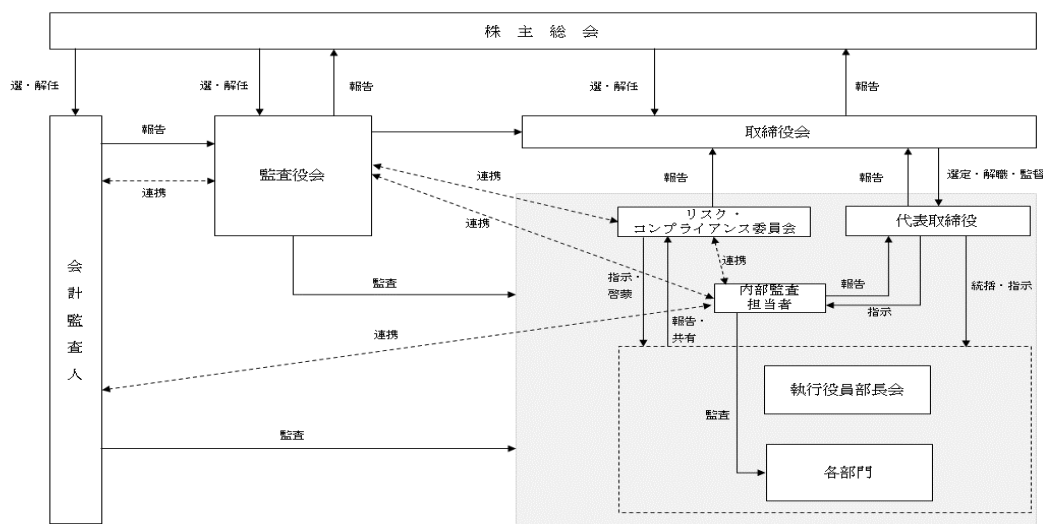 株主総会
選・解任
選・解任
報告
選・解任
報告
報告
監査役会
取締役会
連携
連携
報告
報告
選定・解職・監督
リスク・
コンプライアンス委員会
代表取締役
連携
連携
会計監査人
監査
指示・
啓蒙
内部監査
担当者
報告
指示
統括・指示
連携
報告・
共有
執行役員部長会
監査
監査
各部門